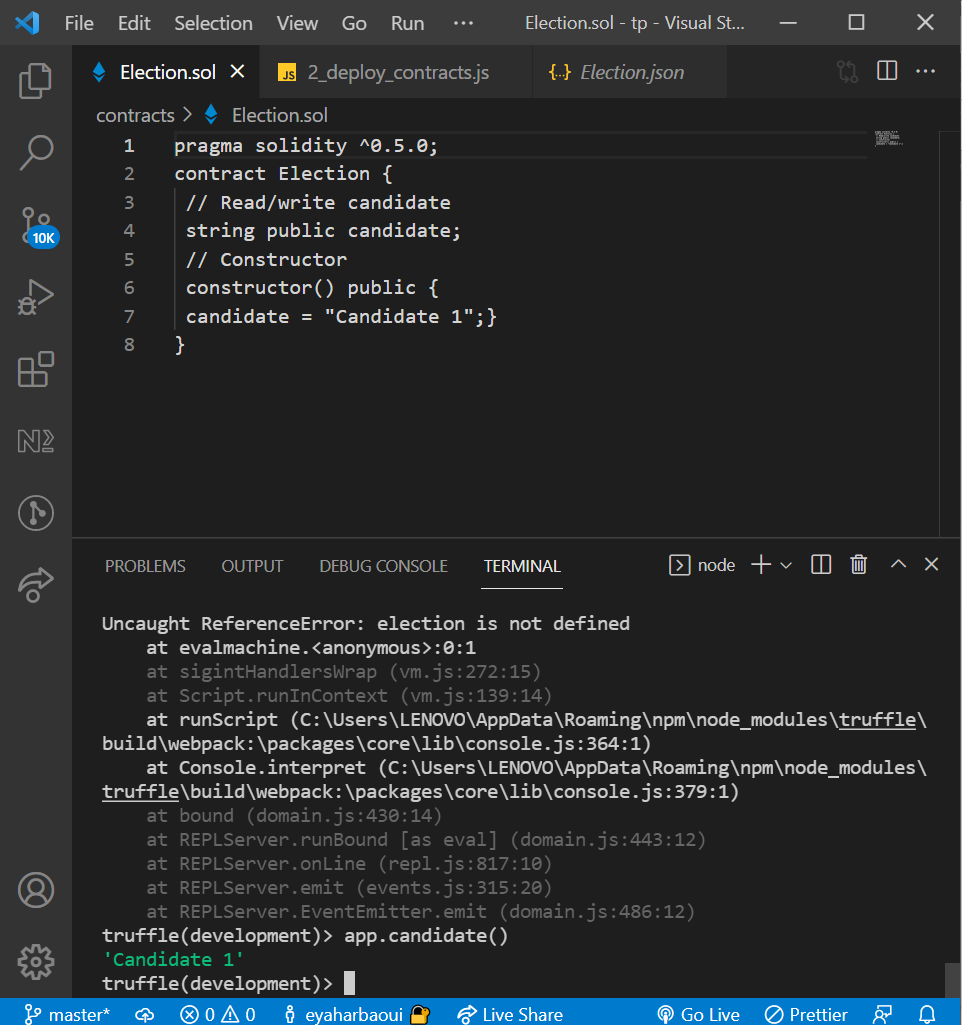 File Edit Selection View Go Run ··· Election.sol - tp - Visual St...
Election.sol JS 2_deploy_contracts.js {..} Election.json ···
contracts > Election.sol
1 pragma solidity ^0.5.0;
2 contract Election {
3 // Read/write candidate
4 string public candidate;
5 // Constructor
6 constructor() public {
7 candidate = "Candidate 1";}
8 }
10K
PROBLEMS OUTPUT DEBUG CONSOLE TERMINAL node
Uncaught ReferenceError: election is not defined
at evalmachine.<anonymous>:0:1
at sigintHandlersWrap (vm.js:272:15)
at Script.runInContext (vm.js:139:14)
at runScript (C:\Users\LENOVO\AppData\Roaming\npm\node_modules\truffle\
build\webpack:\packages\core\lib\console.js:364:1)
at Console.interpret (C:\Users\LENOVO\AppData\Roaming\npm\node_modules\
truffle\build\webpack:\packages\core\lib\console.js:379:1)
at bound (domain.js:430:14)
at REPLServer.runBound [as eval] (domain.js:443:12)
at REPLServer.onLine (repl.js:817:10)
at REPLServer.emit (events.js:315:20)
at REPLServer.EventEmitter.emit (domain.js:486:12)
truffle(development)> app.candidate()
'Candidate 1'
truffle(development)>
master* 0 0 eyaharbaoui Live Share Go Live Prettier